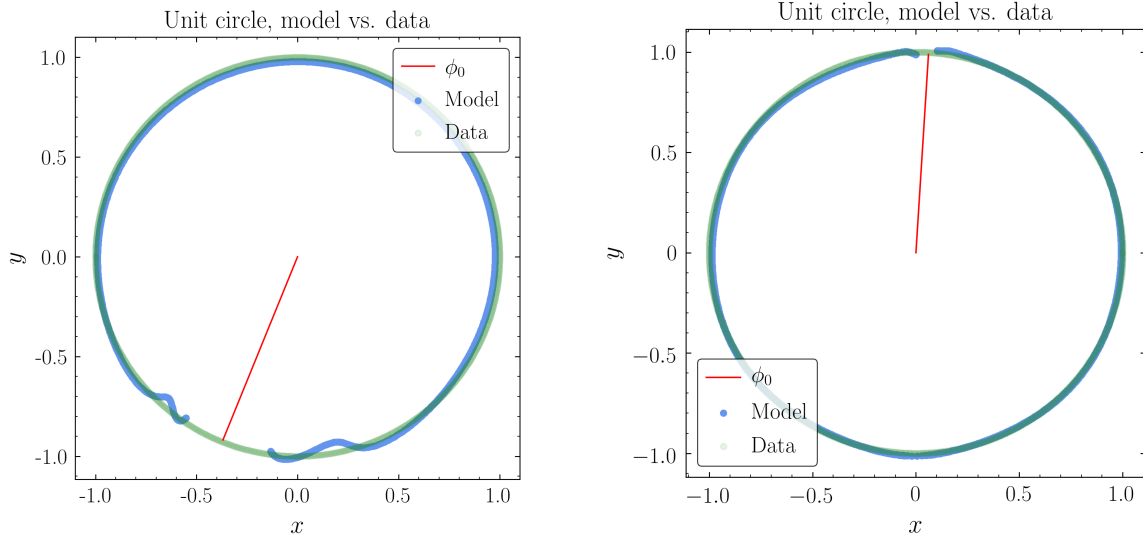 Unit circle, model vs. data
1.0
0.5
0.0
-0.5
-1.0
y
-1.0 -0.5 0.0 0.5 1.0
x
ϕ₀
Model
Data
Unit circle, model vs. data
1.0
0.5
0
−0.5
−1.0
y
−1.0 −0.5 0 0.5 1.0
x
ϕ₀
Model
Data